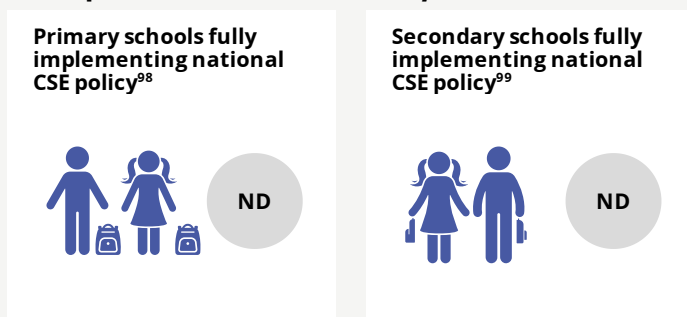 Primary schools fully
implementing national
CSE policy98
ND
Secondary schools fully
implementing national
CSE policy99
ND